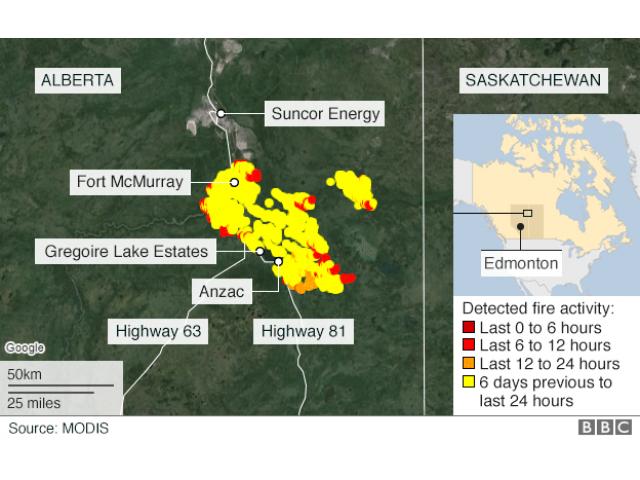 ALBERTA
SASKATCHEWAN
Suncor Energy
Fort McMurray
Gregoire Lake Estates
Anzac
Edmonton
Highway 63
Highway 81
Detected fire activity:
Last 0 to 6 hours
Last 6 to 12 hours
Last 12 to 24 hours
6 days previous to
last 24 hours
Google
50km
25 miles
Source: MODIS
BBC